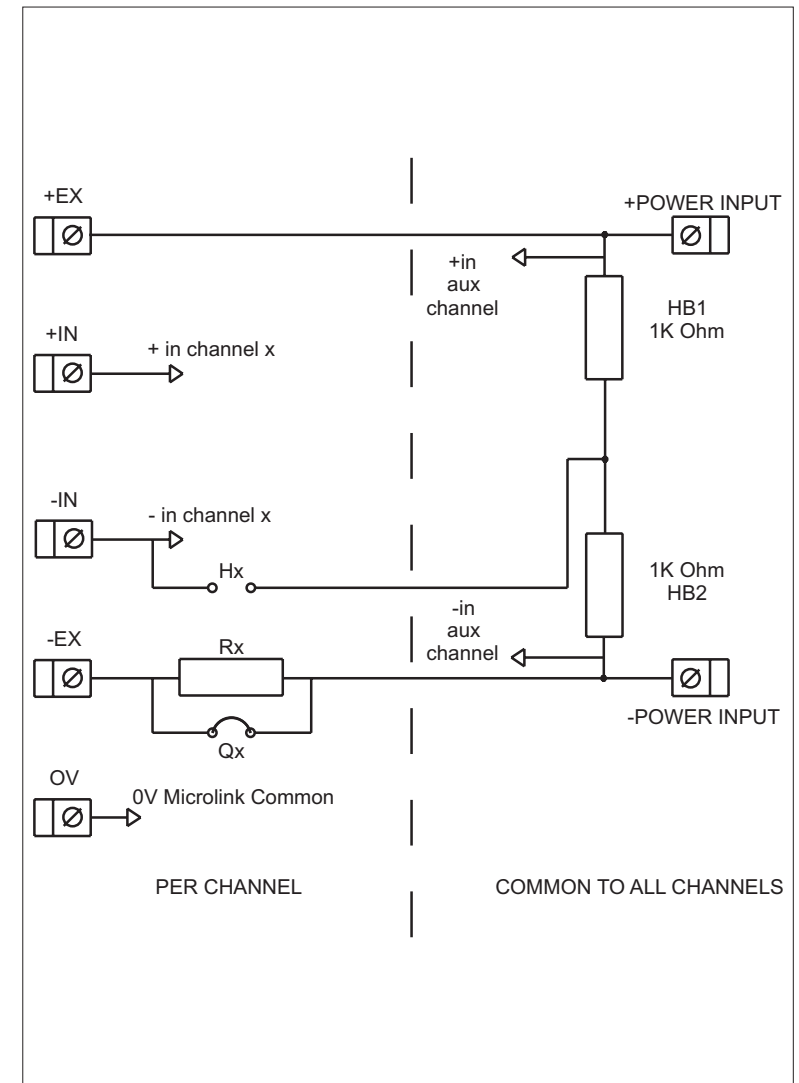 +EX
+POWER INPUT
+in
aux
channel
HB1
1K Ohm
+IN
+ in channel x
-IN
- in channel x
Hx
1K Ohm
HB2
-in
aux
channel
-EX
Rx
Qx
-POWER INPUT
OV
0V Microlink Common
PER CHANNEL
COMMON TO ALL CHANNELS